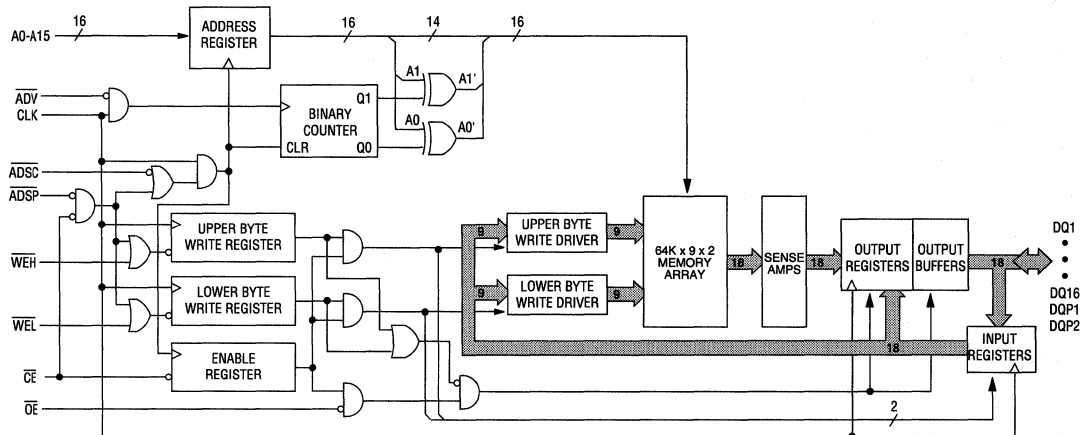 A0-A15
16
ADDRESS
REGISTER
16
14
16
A1
A1'
A0
A0'
ADV
CLK
BINARY
COUNTER
Q1
CLR
Q0
ADSC
ADSP
WEH
WEL
CE
OE
UPPER BYTE
WRITE REGISTER
LOWER BYTE
WRITE REGISTER
ENABLE
REGISTER
9
UPPER BYTE
WRITE DRIVER
9
9
LOWER BYTE
WRITE DRIVER
9
64K x 9 x 2
MEMORY
ARRAY
18
SENSE
AMPS
18
OUTPUT
REGISTERS
OUTPUT
BUFFERS
18
DQ1
•
•
•
DQ16
DQP1
DQP2
18
INPUT
REGISTERS
2